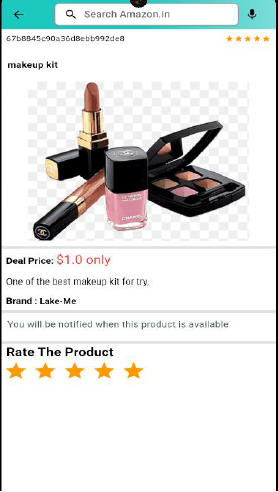 Search Amazon.in
67b8845c90a36d8ebb992de8
makeup kit
CHANEL
Deal Price: $1.0 only
One of the best makeup kit for try,
Brand : Lake-Me
You will be notified when this product is available
Rate The Product